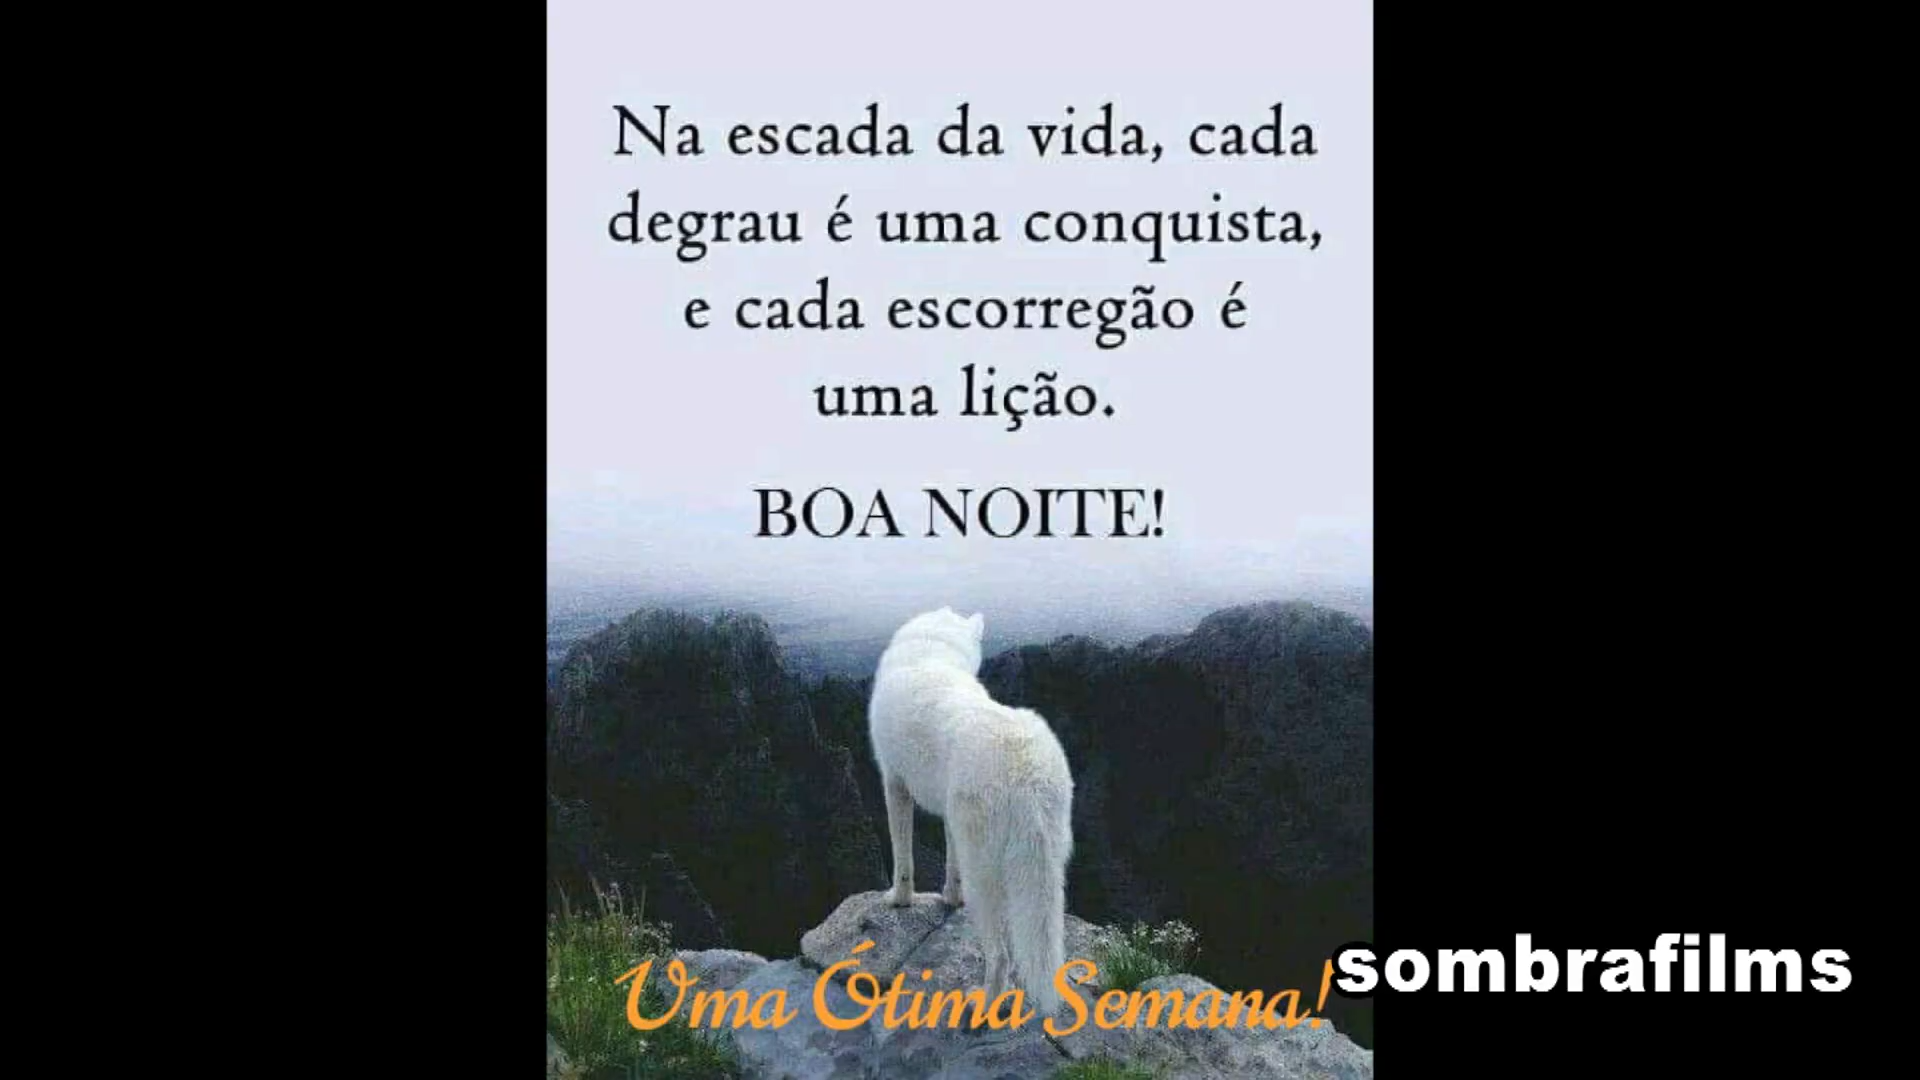 Na escada da vida, cada
degrau é uma conquista,
e cada escorregão é
uma lição.
BOA NOITE!
Uma Ótima Semana!
sombrafilms